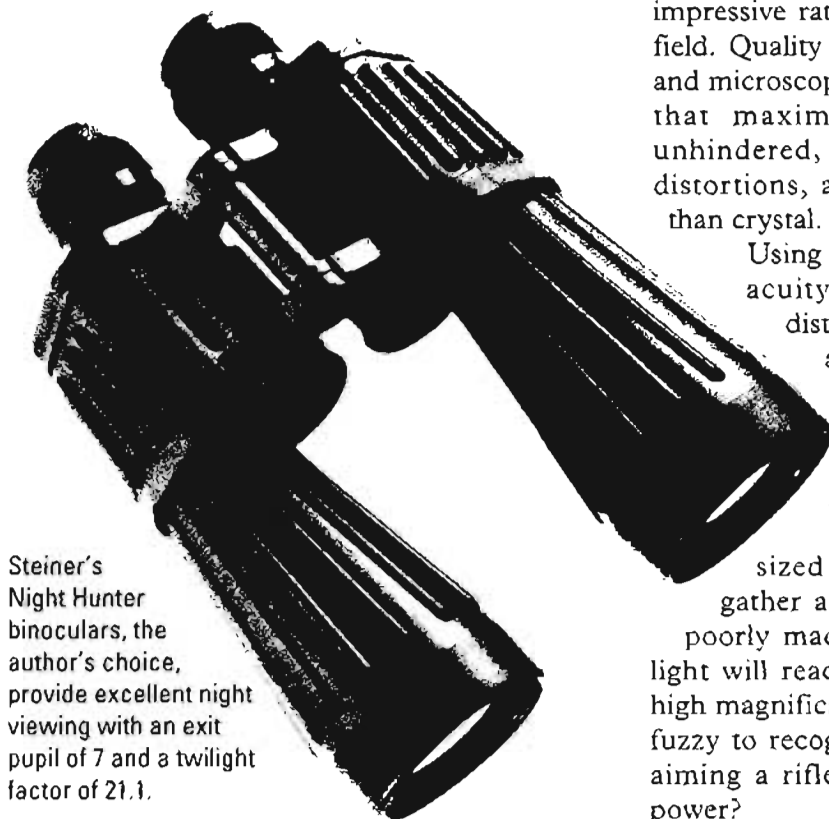 impressive rat
field. Quality
and microscop
that maxim
unhindered,
distortions, a
than crystal.
Using
acuity
dist
a
sized
gather a
poorly mad
light will reac
high magnific
fuzzy to recog
aiming a rifle
power?
Steiner's
Night Hunter
binoculars, the
author's choice,
provide excellent night
viewing with an exit
pupil of 7 and a twilight
factor of 21.1.